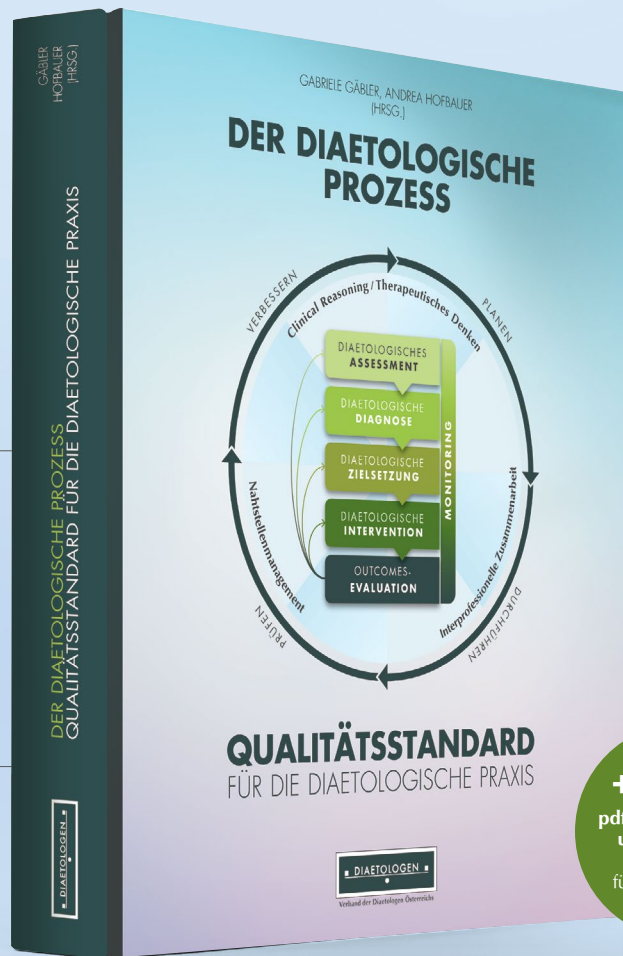 GÄBLER
HOFBAUER
(HRSG.)
DER DIAETOLOGISCHE PROZESS
QUALITÄTSSTANDARD FÜR DIE DIAETOLOGISCHE PRAXIS
DIAETOLOGEN
GABRIELE GÄBLER, ANDREA HOFBAUER
(HRSG.)
DER DIAETOLOGISCHE
PROZESS
VERBESSERN
PLANEN
Clinical Reasoning / Therapeutisches Denken
DIAETOLOGISCHES
ASSESSMENT
DIAETOLOGISCHE
DIAGNOSE
DIAETOLOGISCHE
ZIELSETZUNG
DIAETOLOGISCHE
INTERVENTION
OUTCOMES-
EVALUATION
MONITORING
Nahtstellenmanagement
Interprofessionelle Zusammenarbeit
PRÜFEN
DURCHFÜHREN
QUALITÄTSSTANDARD
FÜR DIE DIAETOLOGISCHE PRAXIS
DIAETOLOGEN
Verband der Diaetologen Österreichs
+
pdf